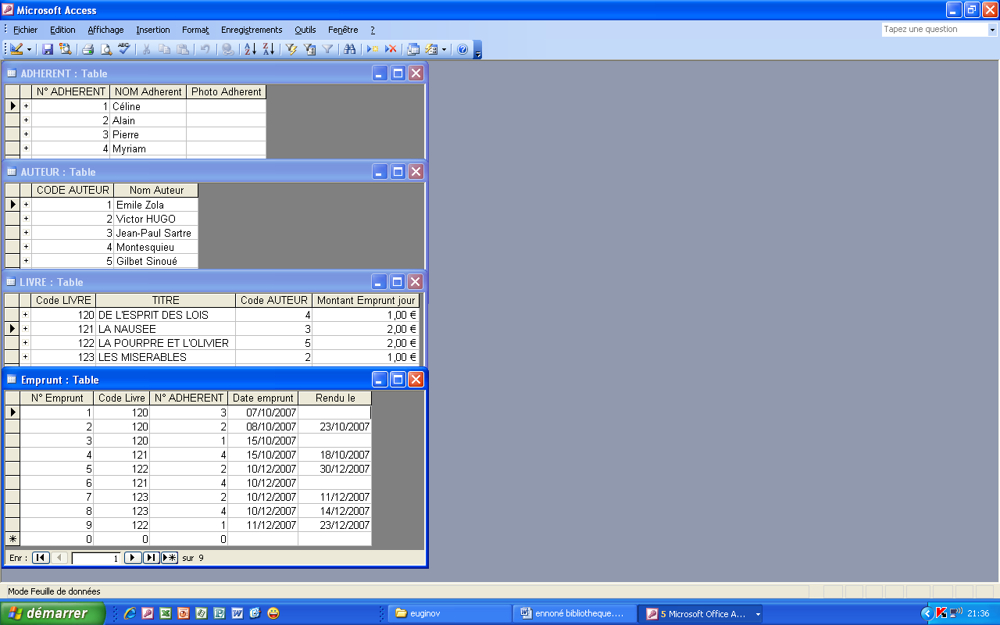 Microsoft Access
Fichier Edition Affichage Insertion Format Enregistrements Outils Fenêtre ?
Tapez une question
ADHERENT : Table
N° ADHERENT NOM Adherent Photo Adherent
1 Céline
2 Alain
3 Pierre
4 Myriam
AUTEUR : Table
CODE AUTEUR Nom Auteur
1 Emile Zola
2 Victor HUGO
3 Jean-Paul Sartre
4 Montesquieu
5 Gilbet Sinoué
LIVRE : Table
Code LIVRE TITRE Code AUTEUR Montant Emprunt jour
120 DE L'ESPRIT DES LOIS 4 1,00 €
121 LA NAUSEE 3 2,00 €
122 LA POURPRE ET L'OLIVIER 5 2,00 €
123 LES MISERABLES 2 1,00 €
Emprunt : Table
N° Emprunt Code Livre N° ADHERENT Date emprunt Rendu le
1 120 3 07/10/2007
2 120 2 08/10/2007 23/10/2007
3 120 1 15/10/2007
4 121 4 15/10/2007 18/10/2007
5 122 2 10/12/2007 30/12/2007
6 121 4 10/12/2007
7 123 2 10/12/2007 11/12/2007
8 123 4 10/12/2007 14/12/2007
9 122 1 11/12/2007 23/12/2007
0 0 0
Enr : 1 sur 9
Mode Feuille de données
démarrer euginov ennoné bibliotheque.... 5 Microsoft Office A... 21:36